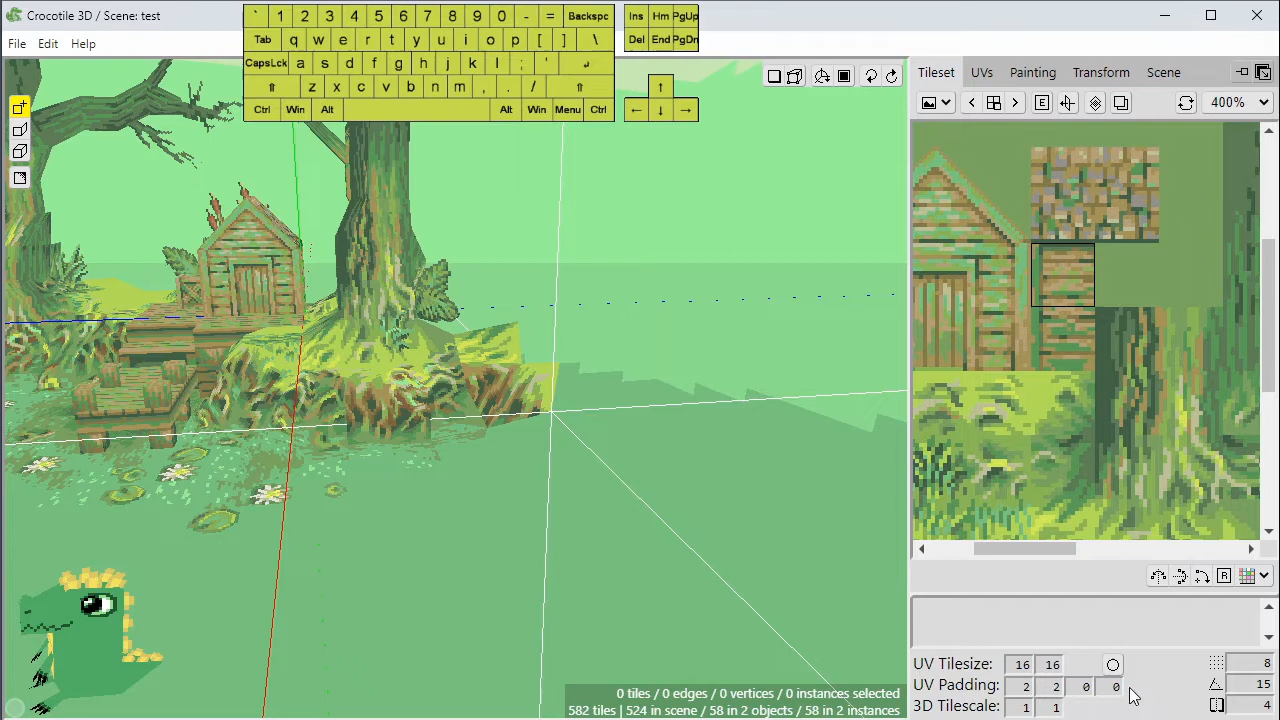 Crocotile 3D / Scene: test
File Edit Help
` 1 2 3 4 5 6 7 8 9 0 - = Backspc
Tab q w e r t y u i o p [ ] \
CapsLck a s d f g h j k l ; ' ↲
⇧ z x c v b n m , . / ⇧
Ctrl Win Alt Alt Win Menu Ctrl
Ins Hm PgUp
Del End PgDn
↑
← ↓ →
Tileset UVs Painting Transform Scene
E 400%
R
UV Tilesize: 16 16 8
UV Padding: 2 2 0 0 15
3D Tilescale: 1 1 4
0 tiles / 0 edges / 0 vertices / 0 instances selected
582 tiles | 524 in scene / 58 in 2 objects / 58 in 2 instances